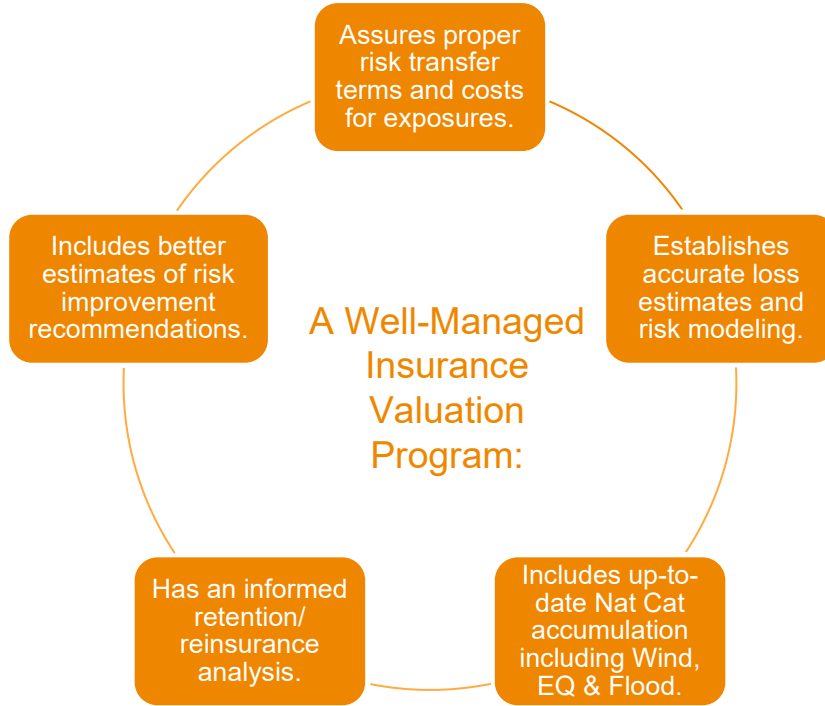 Assures proper
risk transfer
terms and costs
for exposures.
Includes better
estimates of risk
improvement
recommendations.
Establishes
accurate loss
estimates and
risk modeling.
A Well-Managed
Insurance
Valuation
Program:
Has an informed
retention/
reinsurance
analysis.
Includes up-to-
date Nat Cat
accumulation
including Wind,
EQ & Flood.